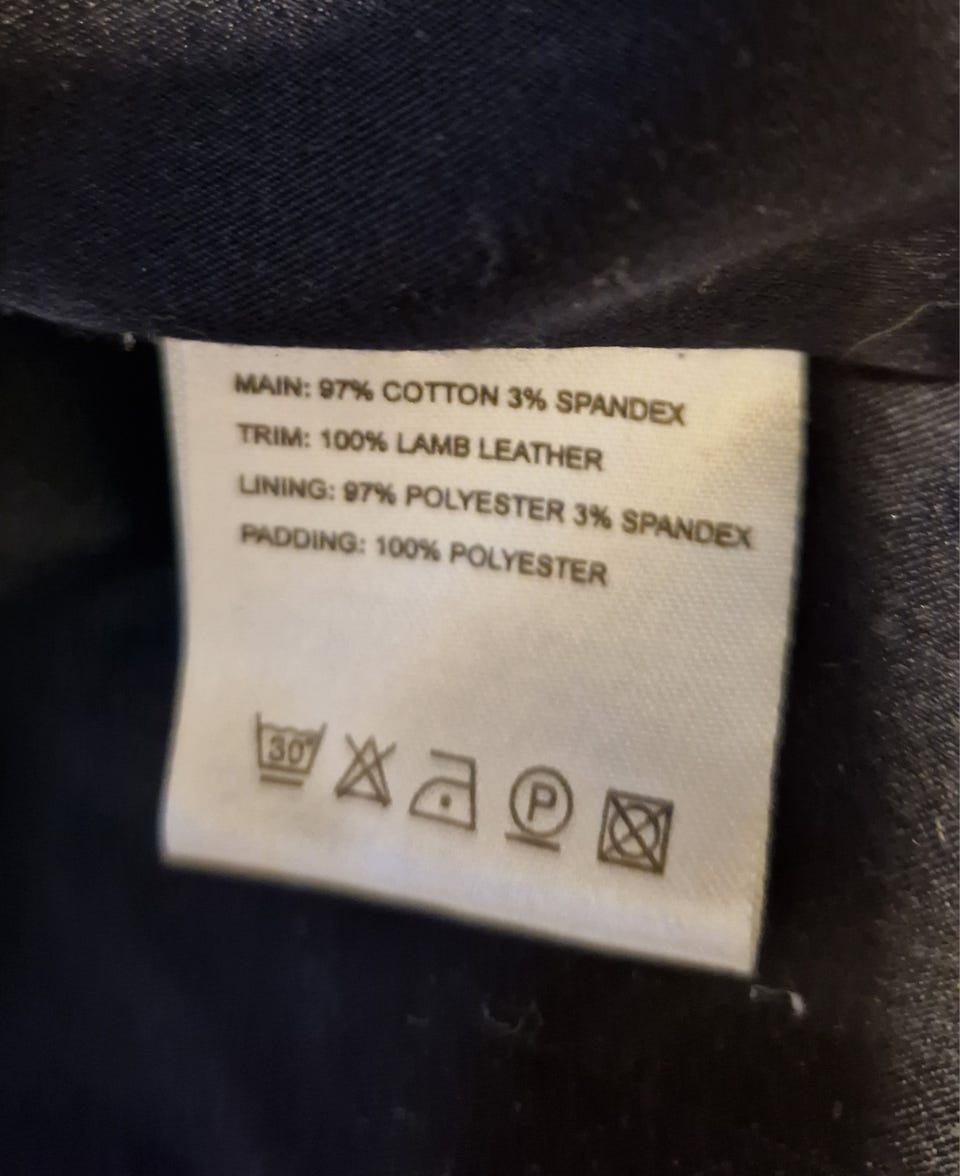 MAIN: 97% COTTON 3% SPANDEX
TRIM: 100% LAMB LEATHER
LINING: 97% POLYESTER 3% SPANDEX
PADDING: 100% POLYESTER
30° P